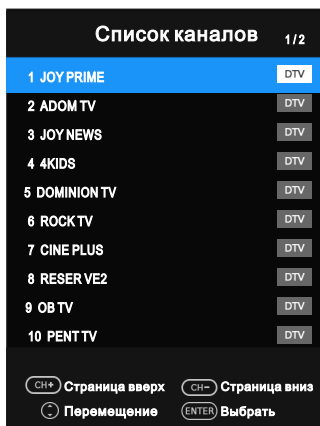 Список каналов 1/2
1 JOY PRIME DTV
2 ADOM TV DTV
3 JOY NEWS DTV
4 4KIDS DTV
5 DOMINION TV DTV
6 ROCK TV DTV
7 CINE PLUS DTV
8 RESER VE2 DTV
9 OB TV DTV
10 PENT TV DTV
CH+ Страница вверх CH− Страница вниз
Перемещение ENTER Выбрать